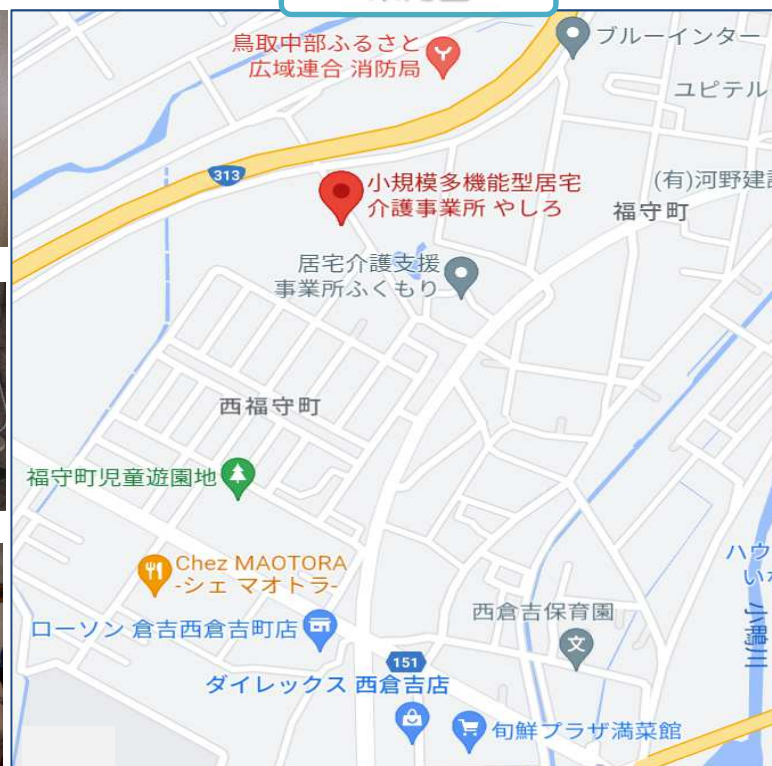 鳥取中部ふるさと
広域連合 消防局
ブルーインター
ユピテル
313
小規模多機能型居宅
介護事業所 やしろ
(有)河野建
福守町
居宅介護支援
事業所ふくもり
西福守町
福守町児童遊園地
Chez MAOTORA
-シェ マオトラ-
ローソン 倉吉西倉吉町店
西倉吉保育園
ハウ
い
小鴨川
151
ダイレックス 西倉吉店
旬鮮プラザ満菜館